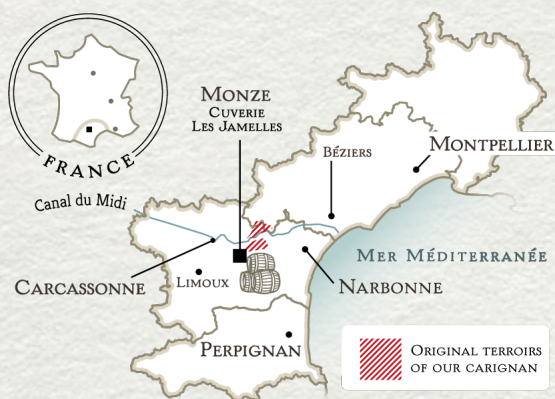 FRANCE
Monze
Cuverie
Les Jamelles
Béziers
Montpellier
Canal du Midi
Mer Méditerranée
Carcassonne
Limoux
Narbonne
Perpignan
Original terroirs
of our carignan